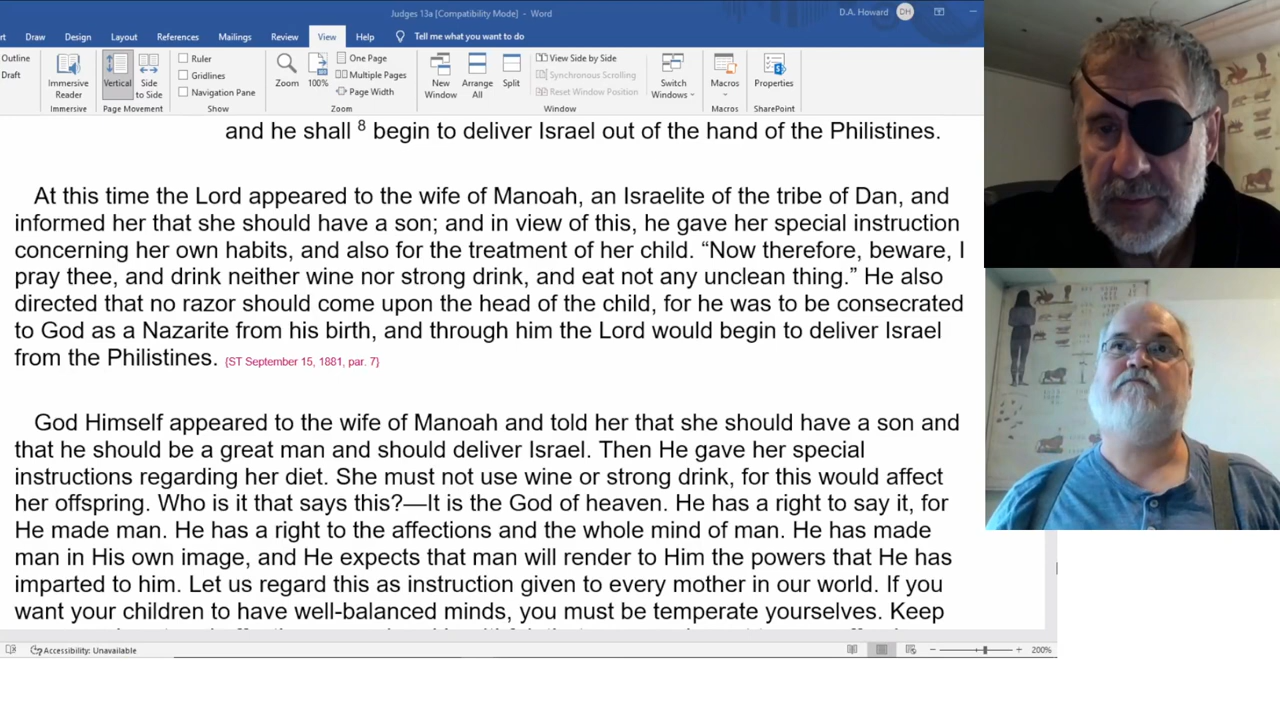 Judges 13a [Compatibility Mode] - Word
D.A. Howard DH
rt Draw Design Layout References Mailings Review View Help Tell me what you want to do
Outline
Draft
Immersive
Reader
Immersive
Vertical
Side
to Side
Page Movement
Ruler
Gridlines
Navigation Pane
Show
Zoom
100%
One Page
Multiple Pages
Page Width
Zoom
New
Window
Arrange
All
Split
View Side by Side
Synchronous Scrolling
Reset Window Position
Window
Switch
Windows
Macros
Macros
Properties
SharePoint
and he shall 8 begin to deliver Israel out of the hand of the Philistines.
At this time the Lord appeared to the wife of Manoah, an Israelite of the tribe of Dan, and
informed her that she should have a son; and in view of this, he gave her special instruction
concerning her own habits, and also for the treatment of her child. “Now therefore, beware, I
pray thee, and drink neither wine nor strong drink, and eat not any unclean thing.” He also
directed that no razor should come upon the head of the child, for he was to be consecrated
to God as a Nazarite from his birth, and through him the Lord would begin to deliver Israel
from the Philistines. {ST September 15, 1881, par. 7}
God Himself appeared to the wife of Manoah and told her that she should have a son and
that he should be a great man and should deliver Israel. Then He gave her special
instructions regarding her diet. She must not use wine or strong drink, for this would affect
her offspring. Who is it that says this?—It is the God of heaven. He has a right to say it, for
He made man. He has a right to the affections and the whole mind of man. He has made
man in His own image, and He expects that man will render to Him the powers that He has
imparted to him. Let us regard this as instruction given to every mother in our world. If you
want your children to have well-balanced minds, you must be temperate yourselves. Keep
Accessibility: Unavailable
200%